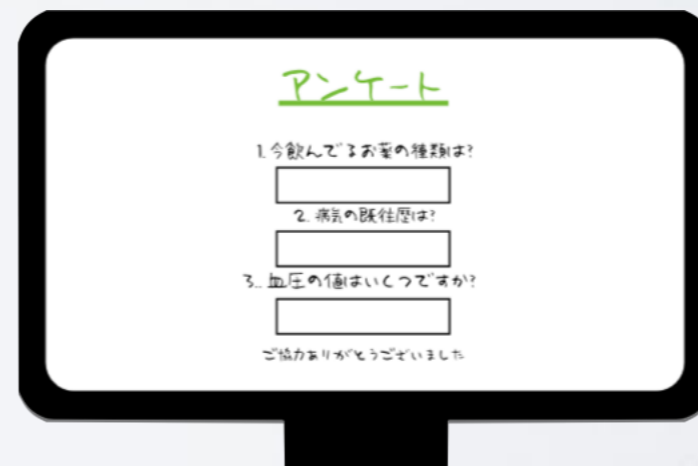 アンケート
1.今飲んでるお薬の種類は?
2.病気の既往歴は?
3..血圧の値はいくつですか?
ご協力ありがとうございました